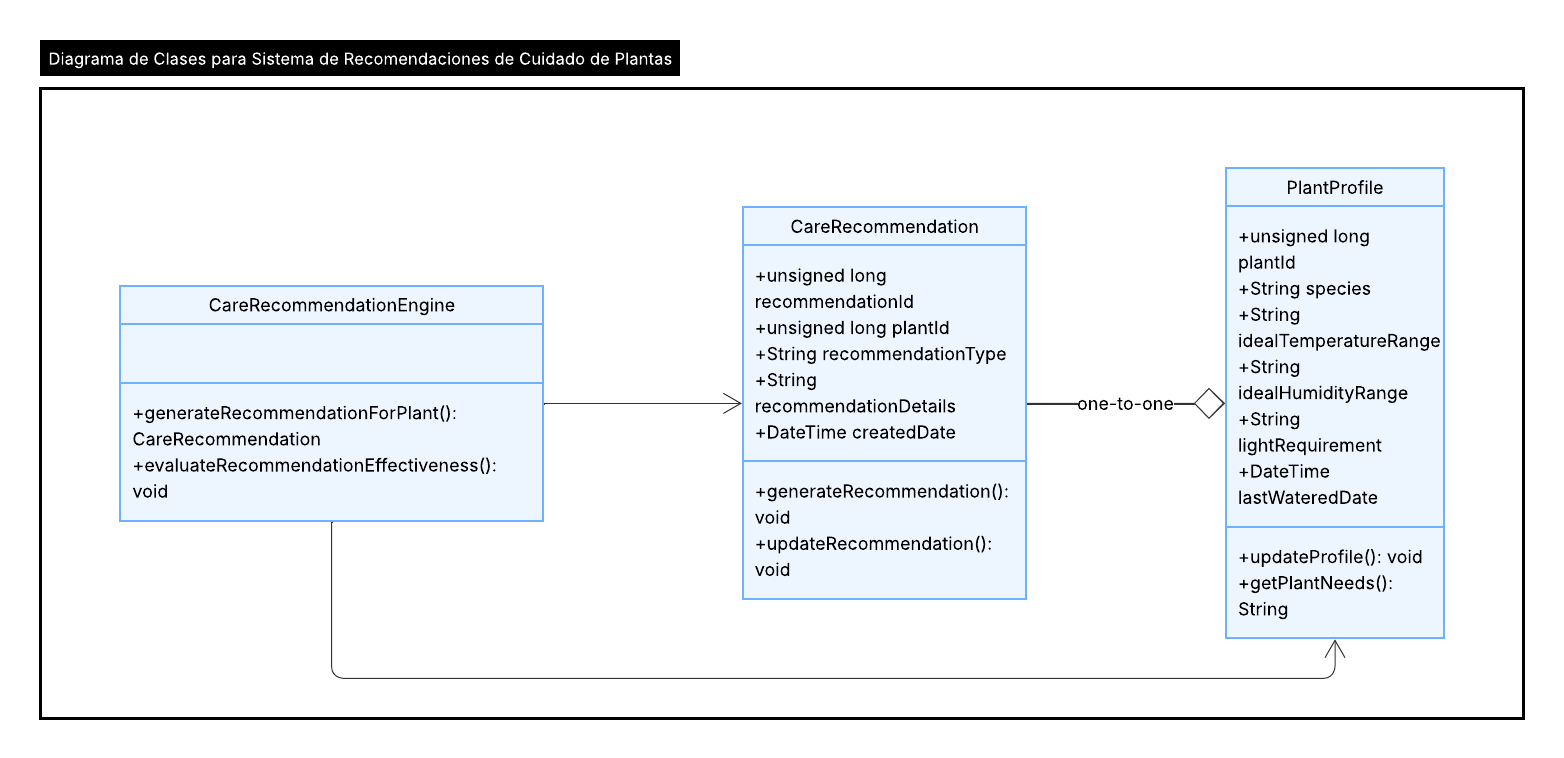 Diagrama de Clases para Sistema de Recomendaciones de Cuidado de Plantas
CareRecommendationEngine
+generateRecommendationForPlant():
CareRecommendation
+evaluateRecommendationEffectiveness():
void
CareRecommendation
+unsigned long
recommendationId
+unsigned long plantId
+String recommendationType
+String
recommendationDetails
+DateTime createdDate
+generateRecommendation():
void
+updateRecommendation():
void
one-to-one
PlantProfile
+unsigned long
plantId
+String species
+String
idealTemperatureRange
+String
idealHumidityRange
+String
lightRequirement
+DateTime
lastWateredDate
+updateProfile(): void
+getPlantNeeds():
String